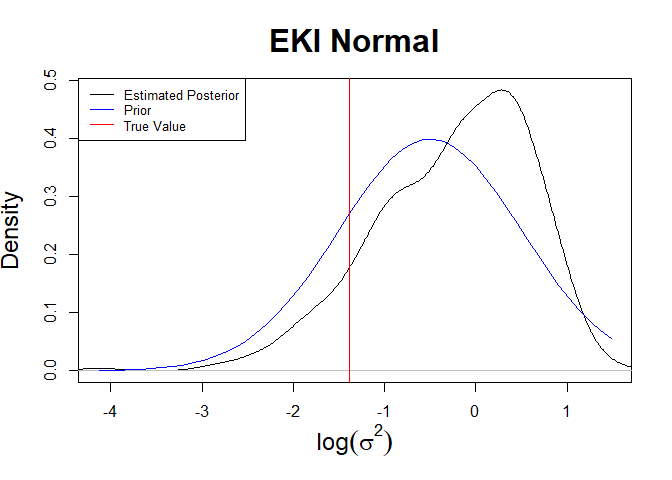 EKI Normal
Estimated Posterior
Prior
True Value
Density
0.5
0.4
0.3
0.2
0.1
0.0
-4 -3 -2 -1 0 1
log(σ²)